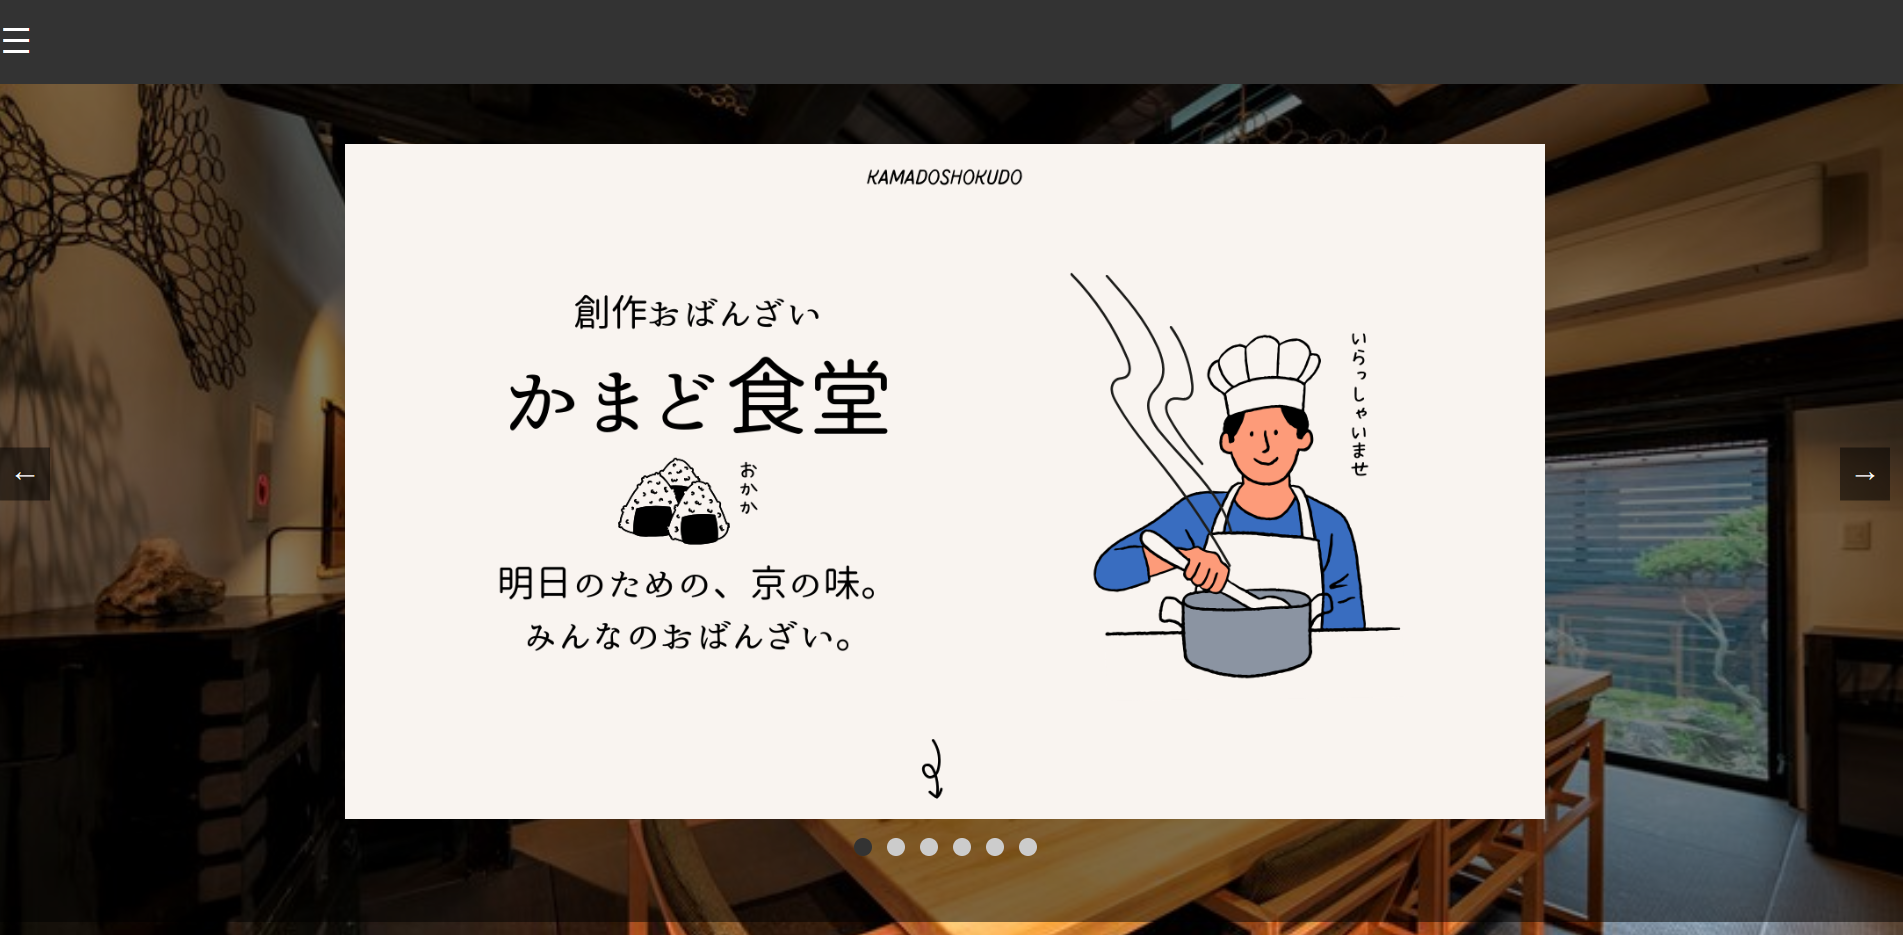 KAMADOSHOKUDO
創作おばんざい
かまど食堂
おかか
明日のための、京の味。
みんなのおばんざい。
いらっしゃいませ
←
→